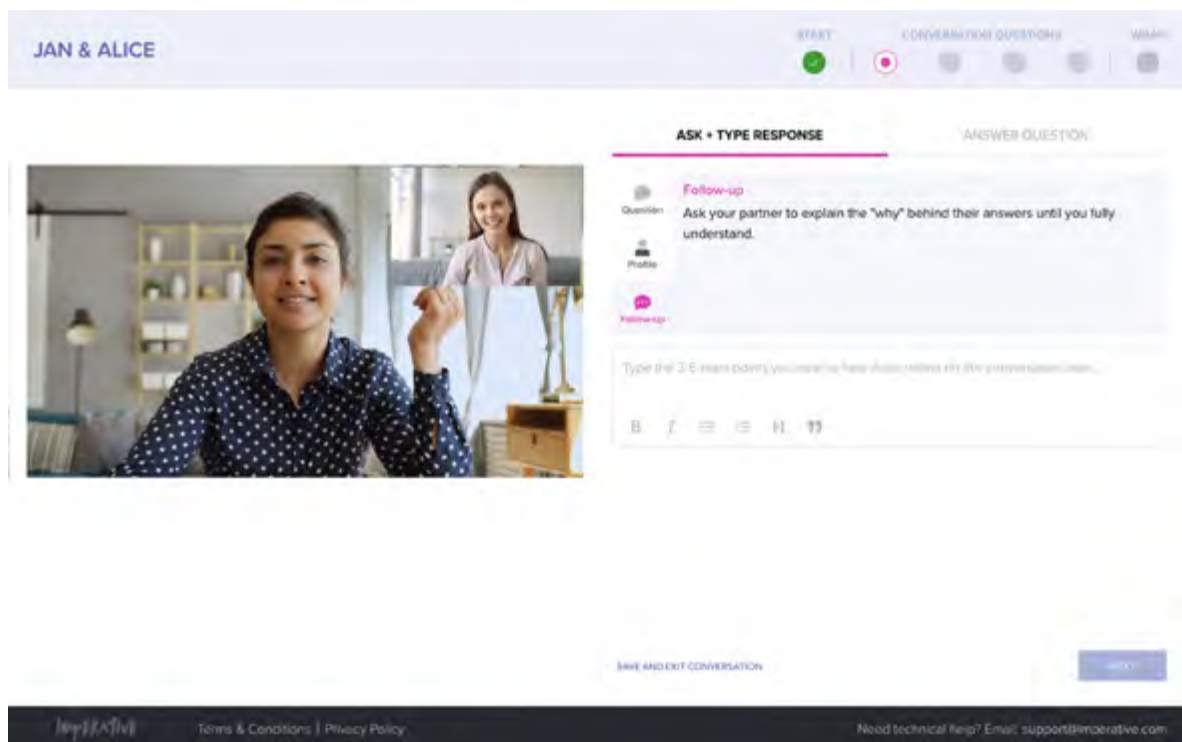 JAN & ALICE
START
CONVERSATION QUESTIONS
ASK + TYPE RESPONSE
ANSWER QUESTION
Question
Profile
Follow-up
Follow-up
Ask your partner to explain the "why" behind their answers until you fully
understand.
B I H
SAVE AND EXIT CONVERSATION
NEXT
Imperative
Terms & Conditions | Privacy Policy
Need technical help? Email: support@imperative.com